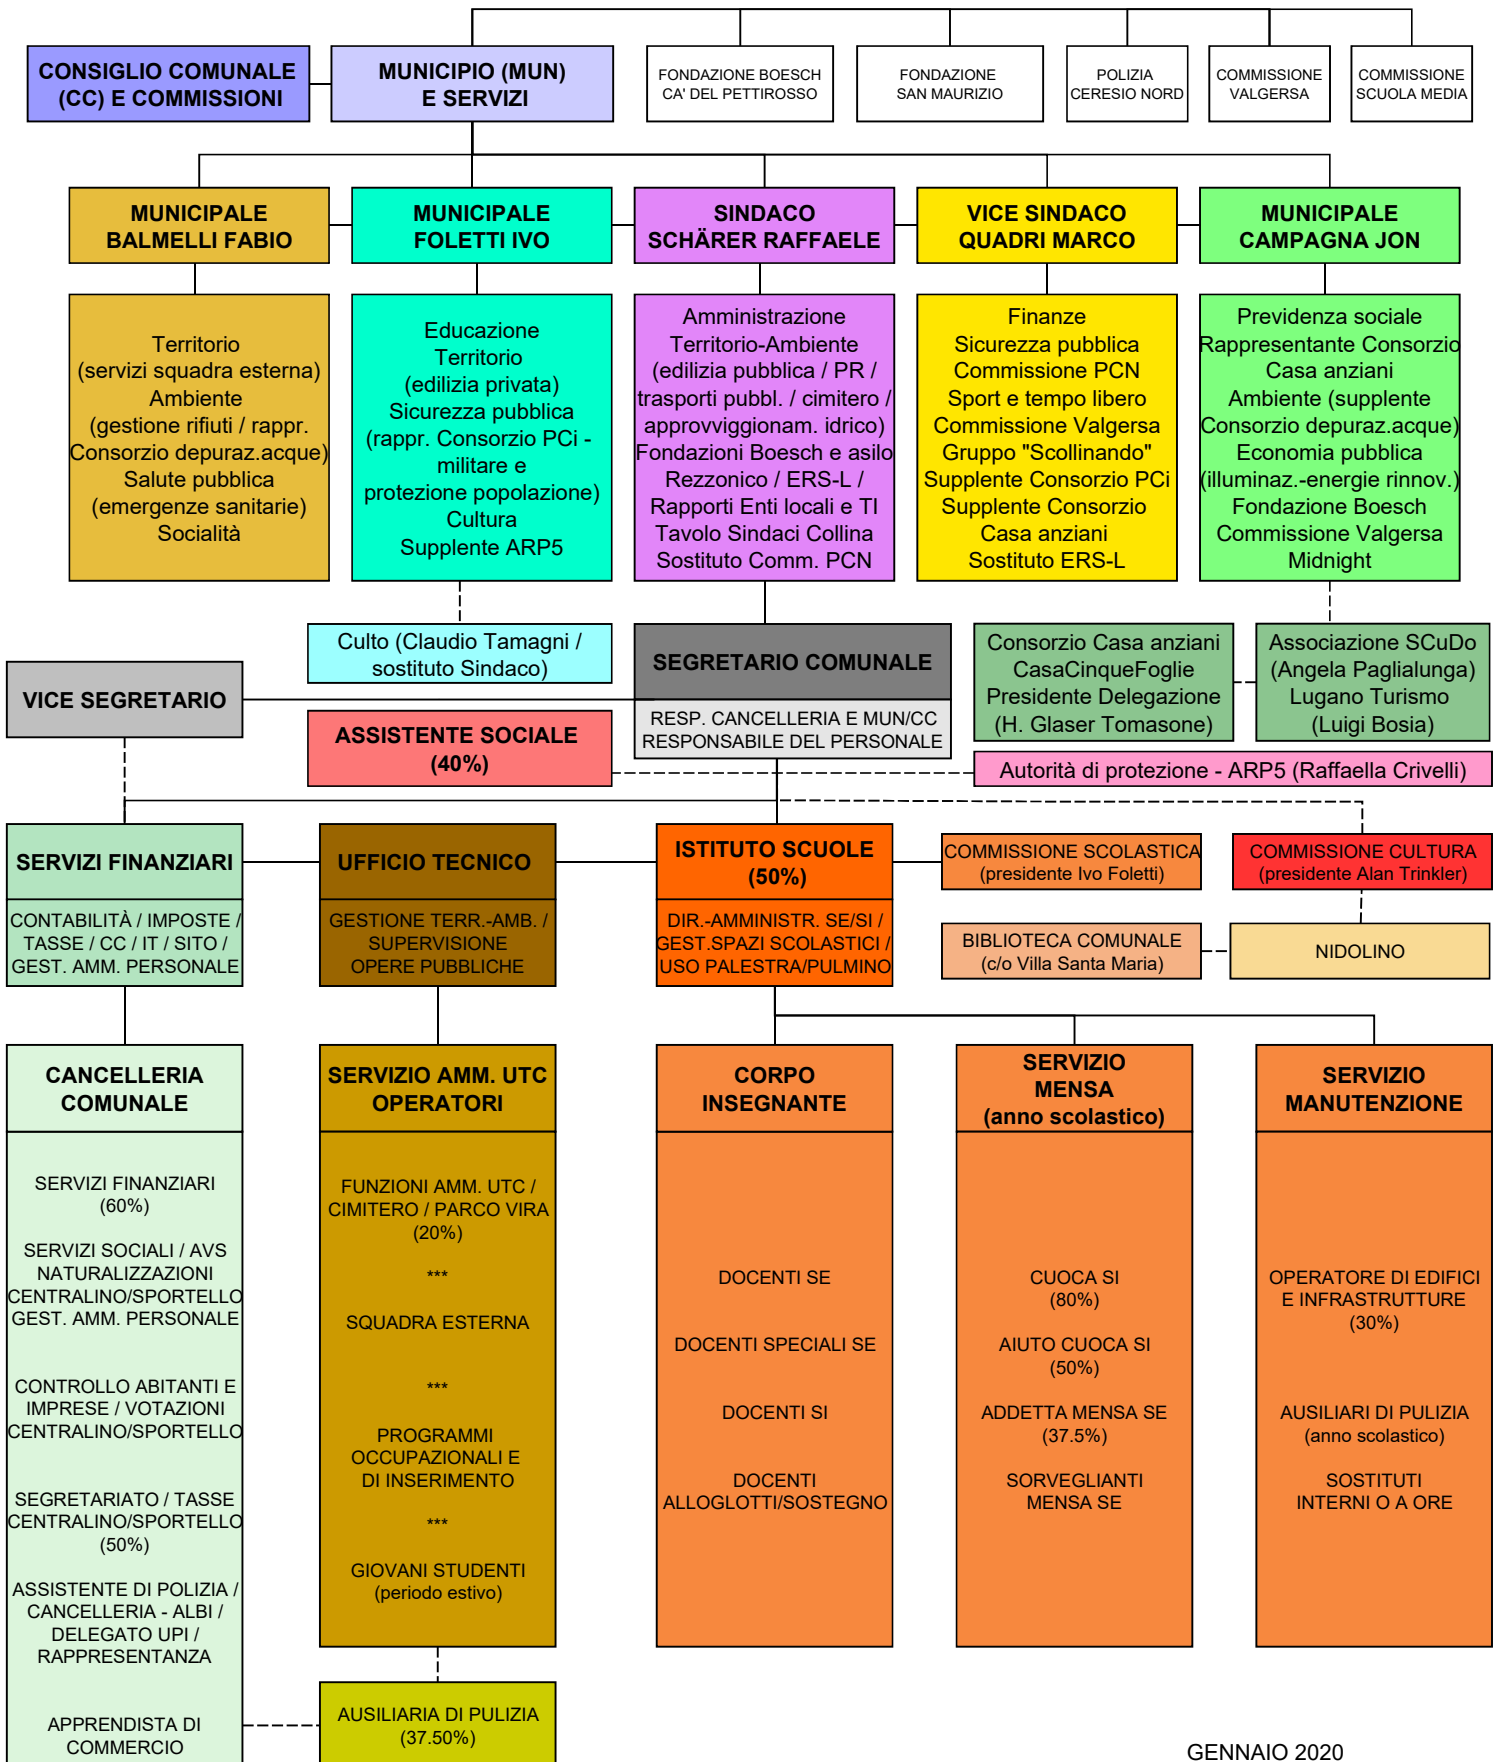 CONSIGLIO COMUNALE
(CC) E COMMISSIONI
MUNICIPIO (MUN)
E SERVIZI
FONDAZIONE BOESCH
CA' DEL PETTIROSSO
FONDAZIONE
SAN MAURIZIO
POLIZIA
CERESIO NORD
COMMISSIONE
VALGERSA
COMMISSIONE
SCUOLA MEDIA
MUNICIPALE
BALMELLI FABIO
MUNICIPALE
FOLETTI IVO
SINDACO
SCHÄRER RAFFAELE
VICE SINDACO
QUADRI MARCO
MUNICIPALE
CAMPAGNA JON
Territorio
(servizi squadra esterna)
Ambiente
(gestione rifiuti / rappr.
Consorzio depuraz.acque)
Salute pubblica
(emergenze sanitarie)
Socialità
Educazione
Territorio
(edilizia privata)
Sicurezza pubblica
(rappr. Consorzio PCi -
militare e
protezione popolazione)
Cultura
Supplente ARP5
Amministrazione
Territorio-Ambiente
(edilizia pubblica / PR /
trasporti pubbl. / cimitero /
approvviggionam. idrico)
Fondazioni Boesch e asilo
Rezzonico / ERS-L /
Rapporti Enti locali e TI
Tavolo Sindaci Collina
Sostituto Comm. PCN
Finanze
Sicurezza pubblica
Commissione PCN
Sport e tempo libero
Commissione Valgersa
Gruppo "Scollinando"
Supplente Consorzio PCi
Supplente Consorzio
Casa anziani
Sostituto ERS-L
Previdenza sociale
Rappresentante Consorzio
Casa anziani
Ambiente (supplente
Consorzio depuraz.acque)
Economia pubblica
(illuminaz.-energie rinnov.)
Fondazione Boesch
Commissione Valgersa
Midnight
Culto (Claudio Tamagni /
sostituto Sindaco)
SEGRETARIO COMUNALE
RESP. CANCELLERIA E MUN/CC
RESPONSABILE DEL PERSONALE
Consorzio Casa anziani
CasaCinqueFoglie
Presidente Delegazione
(H. Glaser Tomasone)
Associazione SCuDo
(Angela Paglialunga)
Lugano Turismo
(Luigi Bosia)
VICE SEGRETARIO
ASSISTENTE SOCIALE
(40%)
Autorità di protezione - ARP5 (Raffaella Crivelli)
SERVIZI FINANZIARI
CONTABILITÀ / IMPOSTE /
TASSE / CC / IT / SITO /
GEST. AMM. PERSONALE
UFFICIO TECNICO
GESTIONE TERR.-AMB. /
SUPERVISIONE
OPERE PUBBLICHE
ISTITUTO SCUOLE
(50%)
DIR.-AMMINISTR. SE/SI /
GEST.SPAZI SCOLASTICI /
USO PALESTRA/PULMINO
COMMISSIONE SCOLASTICA
(presidente Ivo Foletti)
COMMISSIONE CULTURA
(presidente Alan Trinkler)
BIBLIOTECA COMUNALE
(c/o Villa Santa Maria)
NIDOLINO
CANCELLERIA
COMUNALE
SERVIZI FINANZIARI
(60%)
SERVIZI SOCIALI / AVS
NATURALIZZAZIONI
CENTRALINO/SPORTELLO
GEST. AMM. PERSONALE
CONTROLLO ABITANTI E
IMPRESE / VOTAZIONI
CENTRALINO/SPORTELLO
SEGRETARIATO / TASSE
CENTRALINO/SPORTELLO
(50%)
ASSISTENTE DI POLIZIA /
CANCELLERIA - ALBI /
DELEGATO UPI /
RAPPRESENTANZA
APPRENDISTA DI
COMMERCIO
SERVIZIO AMM. UTC
OPERATORI
FUNZIONI AMM. UTC /
CIMITERO / PARCO VIRA
(20%)
***
SQUADRA ESTERNA
***
PROGRAMMI
OCCUPAZIONALI E
DI INSERIMENTO
***
GIOVANI STUDENTI
(periodo estivo)
AUSILIARIA DI PULIZIA
(37.50%)
CORPO
INSEGNANTE
DOCENTI SE
DOCENTI SPECIALI SE
DOCENTI SI
DOCENTI
ALLOGLOTTI/SOSTEGNO
SERVIZIO
MENSA
(anno scolastico)
CUOCA SI
(80%)
AIUTO CUOCA SI
(50%)
ADDETTA MENSA SE
(37.5%)
SORVEGLIANTI
MENSA SE
SERVIZIO
MANUTENZIONE
OPERATORE DI EDIFICI
E INFRASTRUTTURE
(30%)
AUSILIARI DI PULIZIA
(anno scolastico)
SOSTITUTI
INTERNI O A ORE
GENNAIO 2020